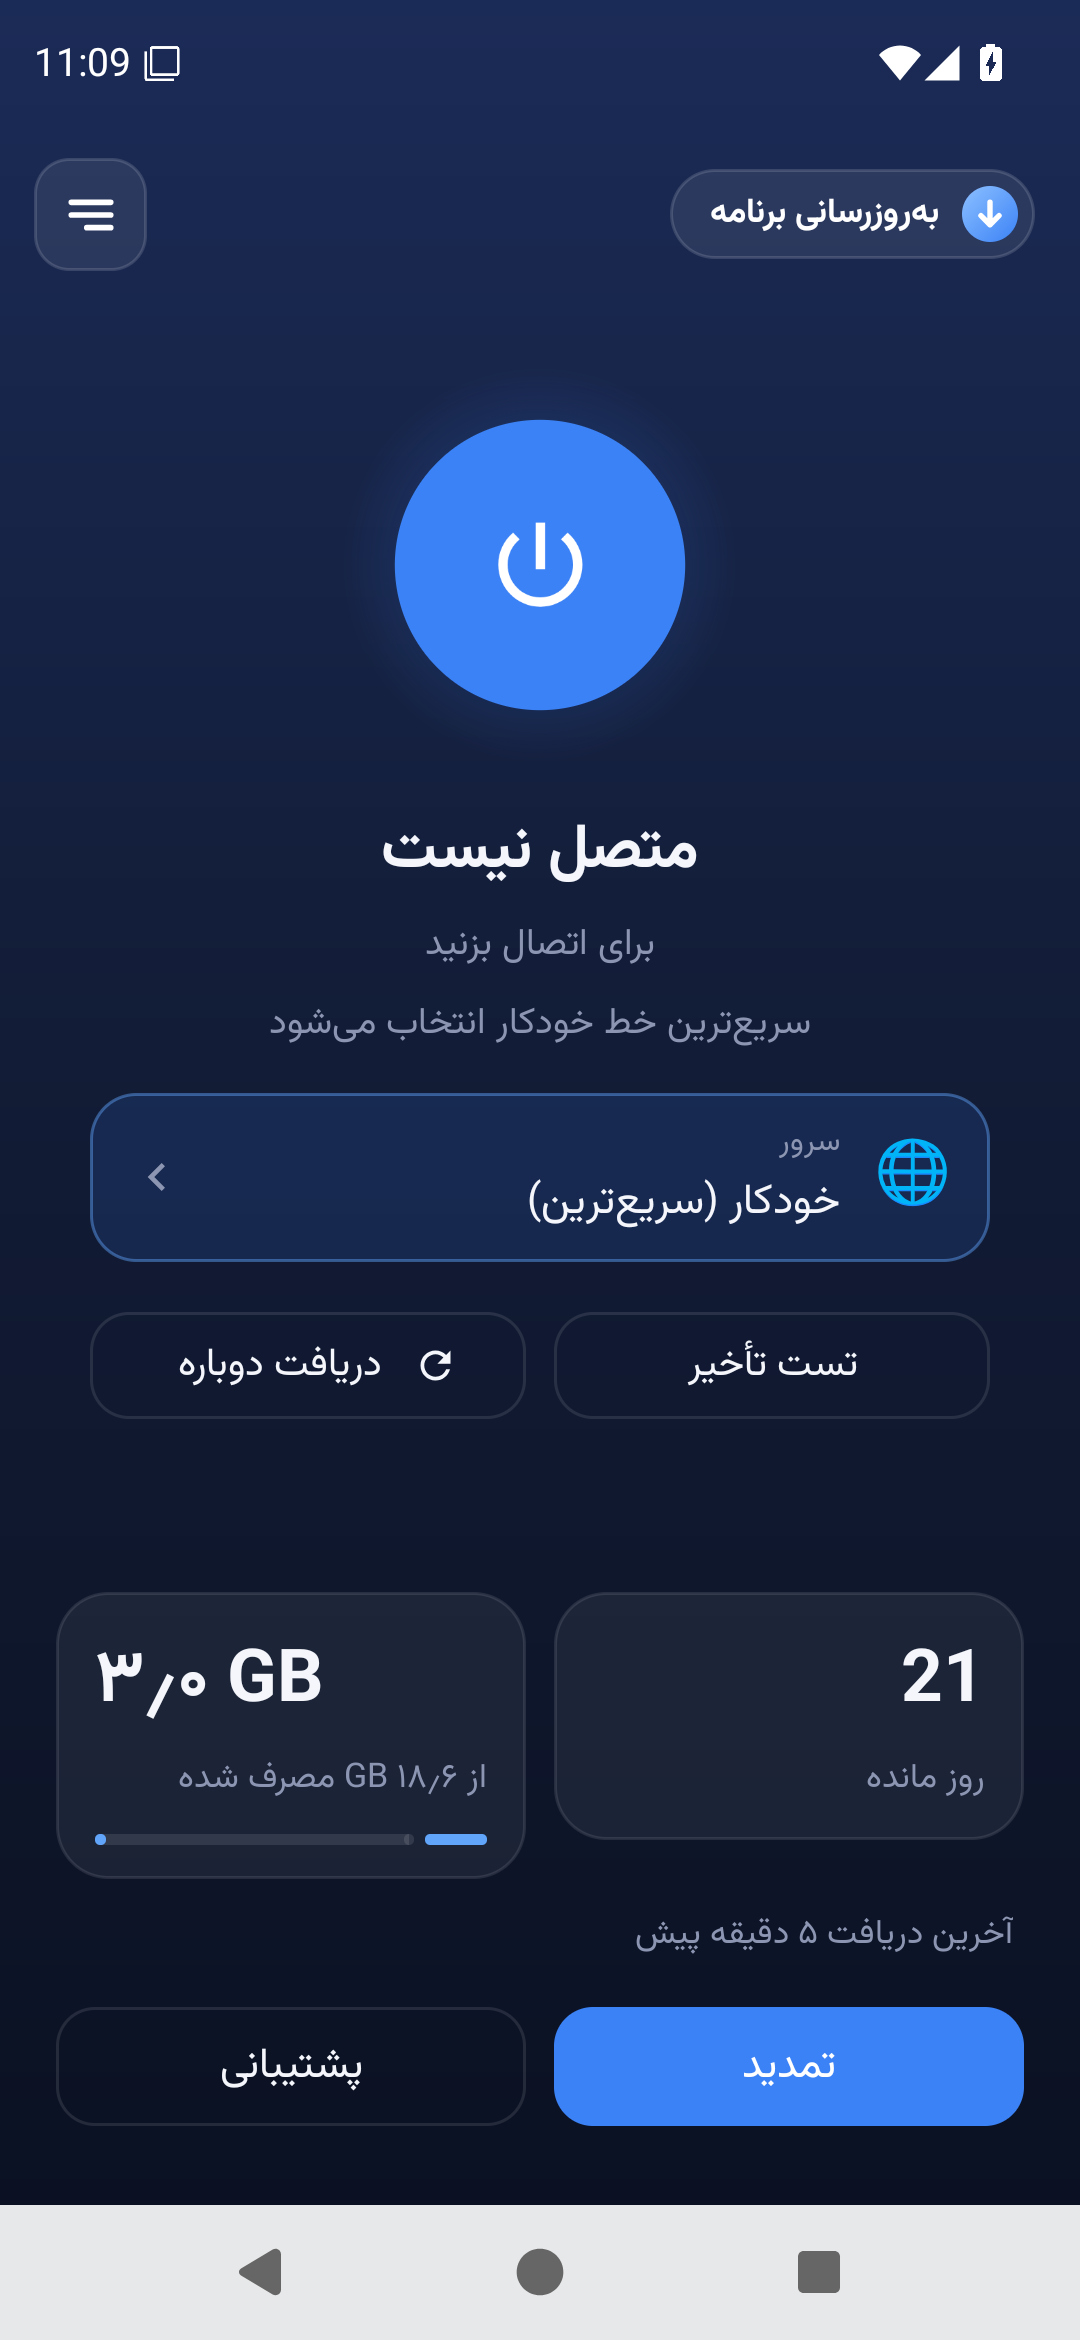 11:09
به‌روزرسانی برنامه
متصل نیست
برای اتصال بزنید
سریع‌ترین خط خودکار انتخاب می‌شود
سرور
خودکار (سریع‌ترین)
تست تأخیر
دریافت دوباره
21
روز مانده
۳٫۰ GB
از ۱۸٫۶ GB مصرف شده
آخرین دریافت ۵ دقیقه پیش
تمدید
پشتیبانی